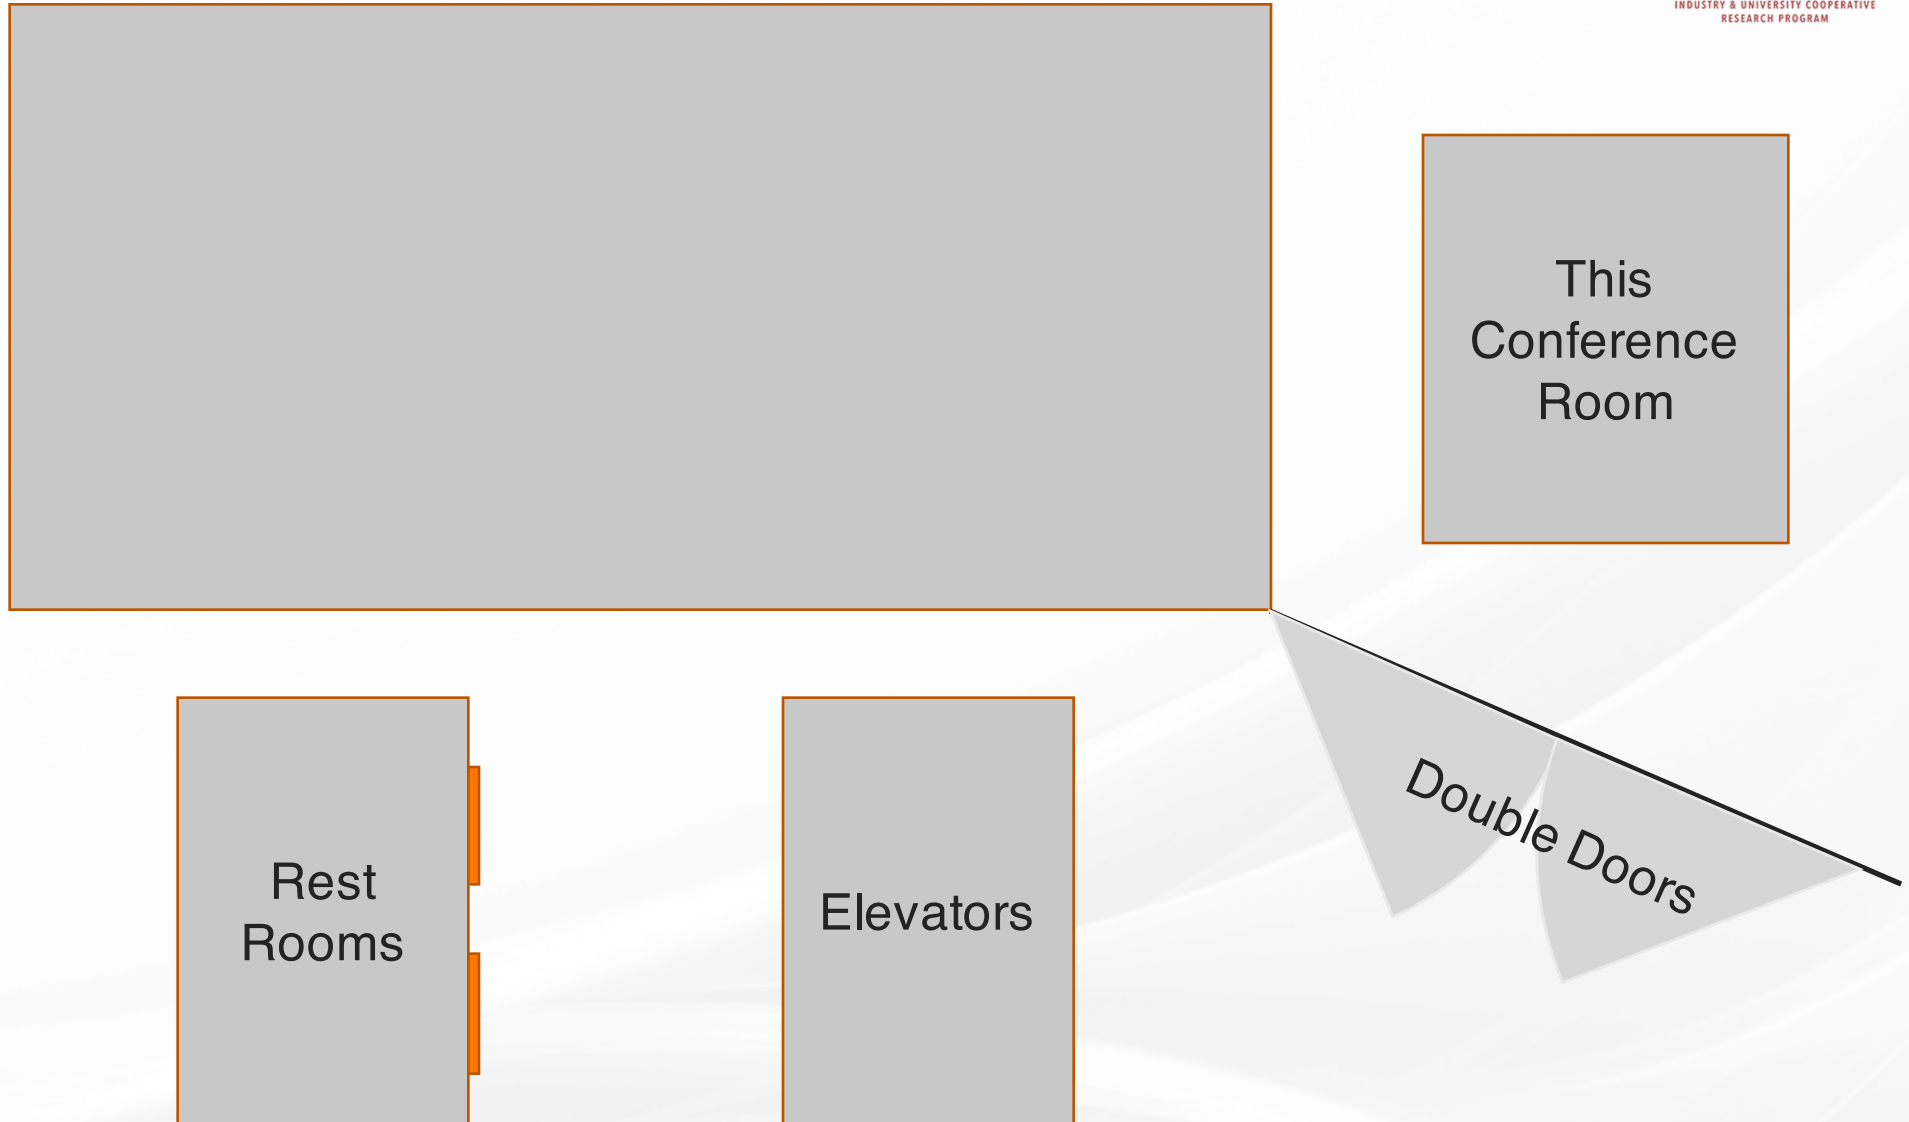 INDUSTRY & UNIVERSITY COOPERATIVE
RESEARCH PROGRAM
This
Conference
Room
Double Doors
Rest
Rooms
Elevators